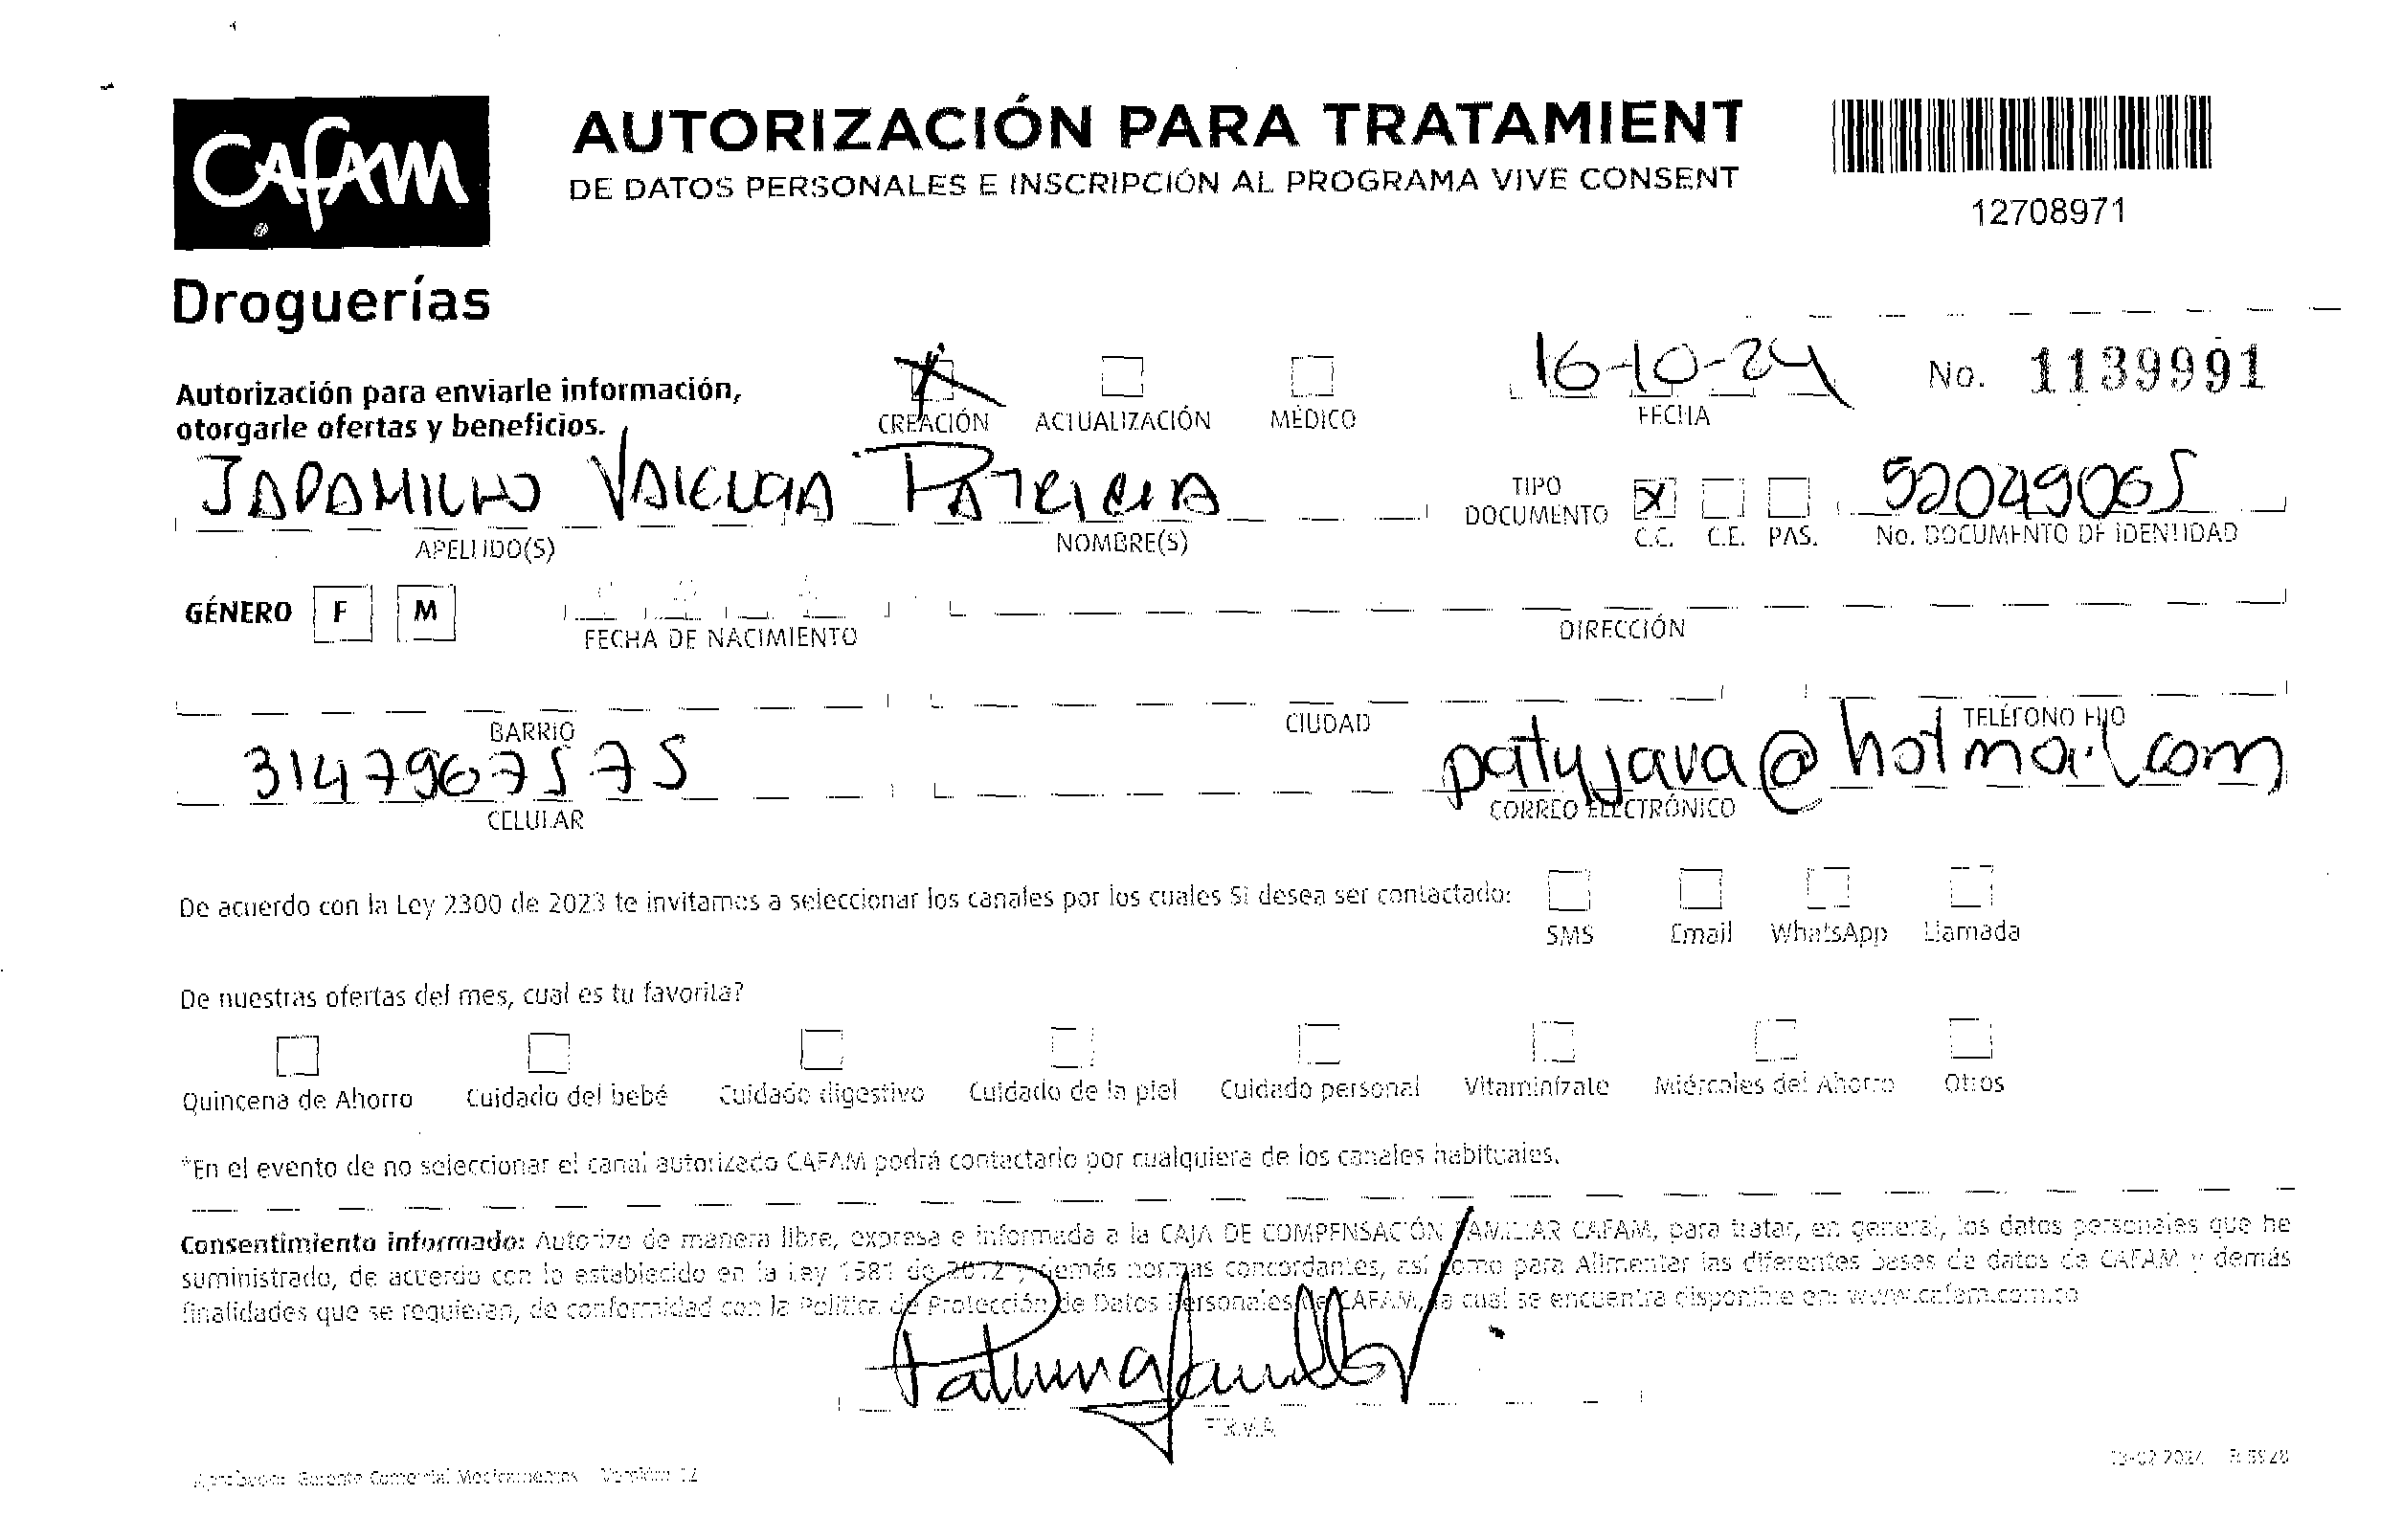 CAFAM
AUTORIZACIÓN PARA TRATAMIENT
DE DATOS PERSONALES E INSCRIPCIÓN AL PROGRAMA VIVE CONSENT
12708971
Droguerías
Autorización para enviarle información,
otorgarle ofertas y beneficios.
CREACIÓN ACTUALIZACIÓN MÉDICO
16-10-24
FECHA
No. 1139991
JARAMILLO VALENCIA PATRICIA
APELLIDO(S) NOMBRE(S)
TIPO
DOCUMENTO
X
C.C. C.E. PAS.
52049065
No. DOCUMENTO DE IDENTIDAD
GÉNERO F M
FECHA DE NACIMIENTO
DIRECCIÓN
BARRIO CIUDAD TELÉFONO FIJO
3147967575 patyjava@hotmail.com
CELULAR CORREO ELECTRÓNICO
De acuerdo con la Ley 2300 de 2023 te invitamos a seleccionar los canales por los cuales Si desea ser contactado:
SMS Email WhatsApp Llamada
De nuestras ofertas del mes, cual es tu favorita?
Quincena de Ahorro Cuidado del bebé Cuidado digestivo Cuidado de la piel Cuidado personal Vitaminízate Miércoles del Ahorro Otros
*En el evento de no seleccionar el canal autorizado CAFAM podrá contactarlo por cualquiera de los canales habituales.
Consentimiento informado: Autorizo de manera libre, expresa e informada a la CAJA DE COMPENSACIÓN FAMILIAR CAFAM, para tratar, en general, los datos personales que he
suministrado, de acuerdo con lo establecido en la Ley 1581 de 2012 y demás normas concordantes, así como para Alimentar las diferentes bases de datos de CAFAM y demás
finalidades que se requieran, de conformidad con la Política de Protección de Datos Personales de CAFAM, la cual se encuentra disponible en: www.cafam.com.co
Patricia Jaramillo V
FIRMA
Aprobación: Gerente Comercial Medicamentos Versión: 12